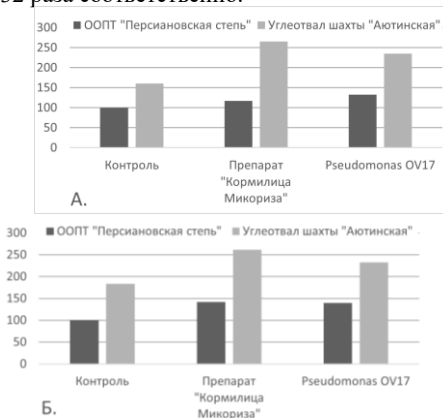 32 раза соответственно.
ООПТ "Персиановская степь" Углеотвал шахты "Аютинская"
300
250
200
150
100
50
0
Контроль Препарат "Кормилица Микориза" Pseudomonas OV17
А.
ООПТ "Персиановская степь" Углеотвал шахты "Аютинская"
300
250
200
150
100
50
0
Контроль Препарат "Кормилица Микориза" Pseudomonas OV17
Б.